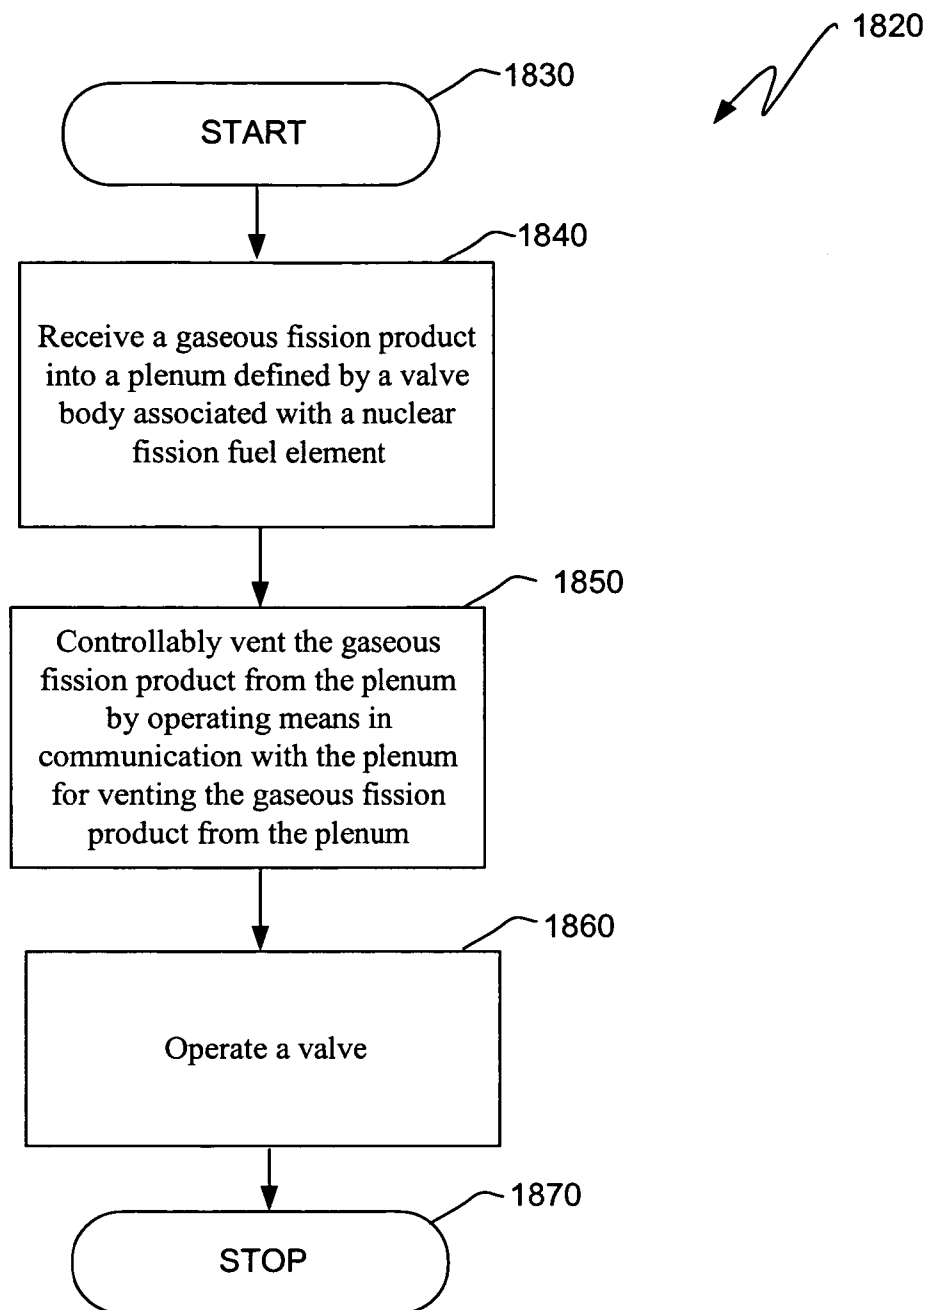 1820
1830
START
1840
Receive a gaseous fission product
into a plenum defined by a valve
body associated with a nuclear
fission fuel element
1850
Controllably vent the gaseous
fission product from the plenum
by operating means in
communication with the plenum
for venting the gaseous fission
product from the plenum
1860
Operate a valve
1870
STOP